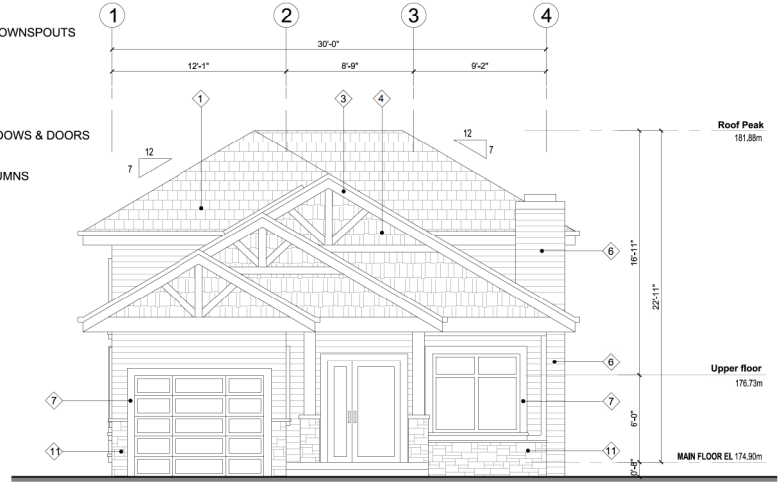 1 2 3 4
OWNSPOUTS
30'-0"
12'-1" 8'-9" 9'-2"
1 3 4
Roof Peak
181.88m
DOWS & DOORS
12 12
7 7
UMNS
6
16'-11"
22'-11"
6
Upper floor
176.73m
7 7
6'-0"
11 11
MAIN FLOOR El. 174.90m
0'-8"